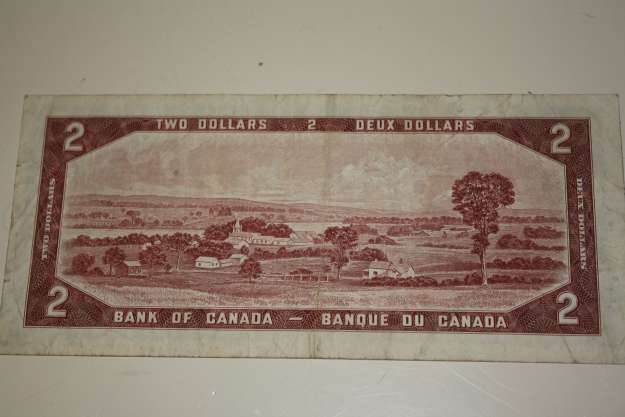 TWO DOLLARS 2 DEUX DOLLARS
2 2
TWO DOLLARS
DEUX DOLLARS
2 2
BANK OF CANADA — BANQUE DU CANADA